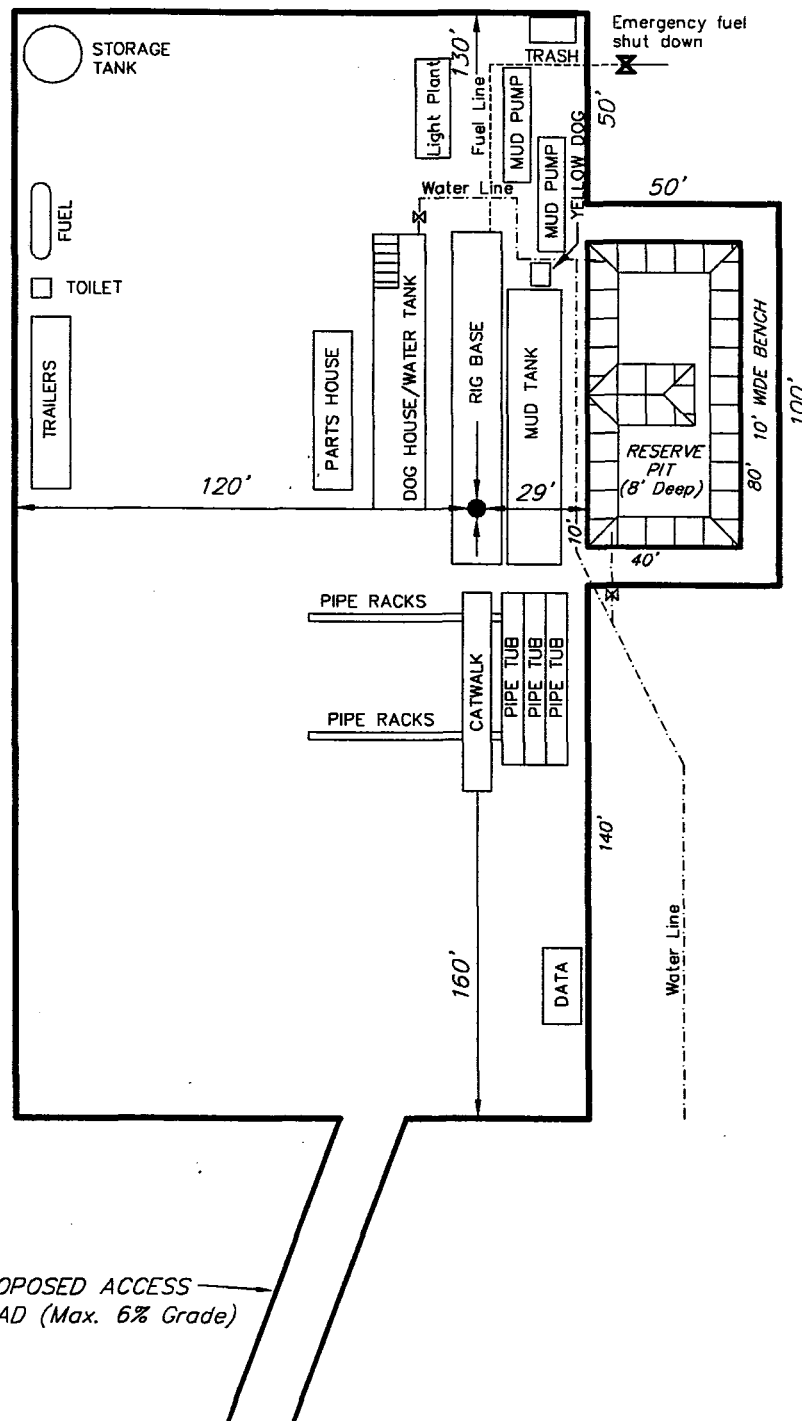 Emergency fuel
shut down
STORAGE
TANK
TRASH
130'
Light Plant
Fuel Line
MUD PUMP
50'
MUD PUMP
YELLOW DOG
Water Line
50'
FUEL
TOILET
TRAILERS
PARTS HOUSE
DOG HOUSE/WATER TANK
RIG BASE
MUD TANK
RESERVE
PIT
(8' Deep)
80'
10' WIDE BENCH
100'
120'
29'
10'
40'
PIPE RACKS
CATWALK
PIPE TUB
PIPE TUB
PIPE TUB
PIPE RACKS
140'
160'
DATA
Water Line
OPOSED ACCESS
AD (Max. 6% Grade)